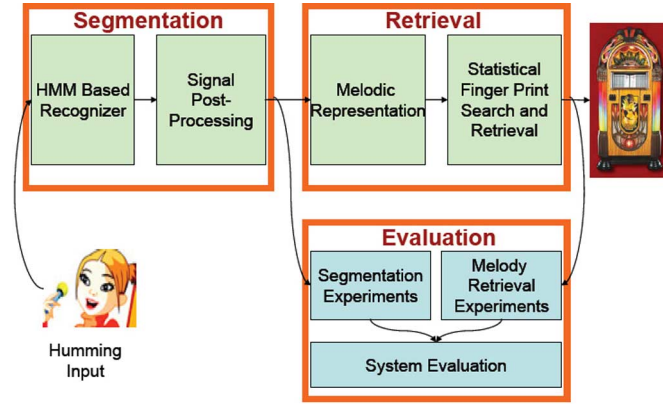 Segmentation
HMM Based
Recognizer
Signal
Post-
Processing
Retrieval
Melodic
Representation
Statistical
Finger Print
Search and
Retrieval
Humming
Input
Evaluation
Segmentation
Experiments
Melody
Retrieval
Experiments
System Evaluation